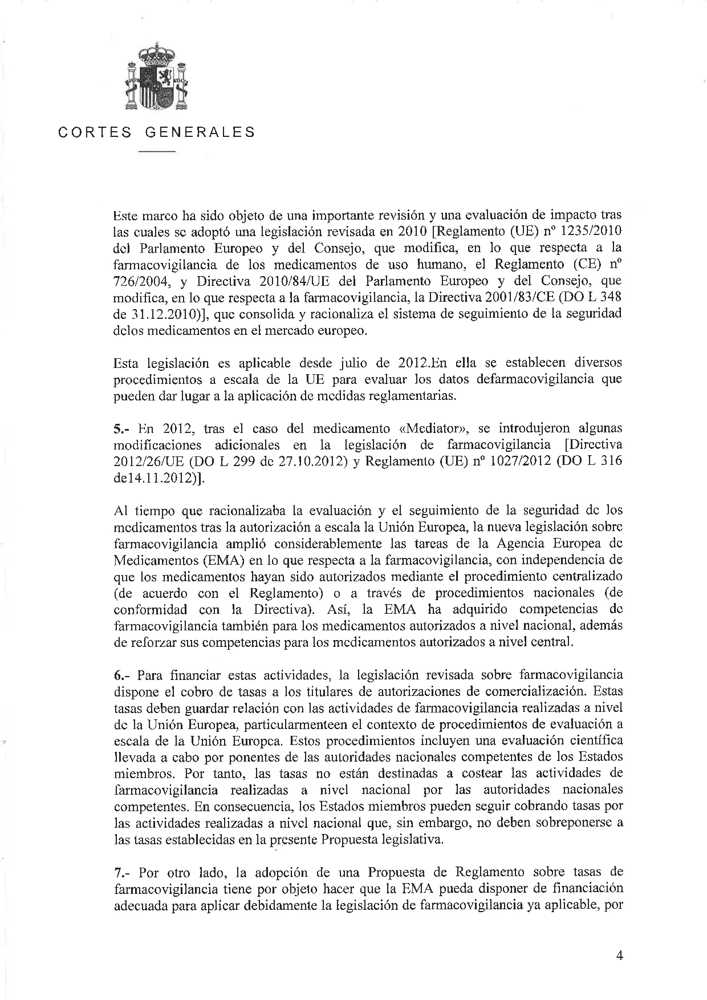 CORTES GENERALES
Este marco ha sido objeto de una importante revisión y una evaluación de impacto tras
las cuales se adoptó una legislación revisada en 2010 [Reglamento (UE) nº 1235/2010
del Parlamento Europeo y del Consejo, que modifica, en lo que respecta a la
farmacovigilancia de los medicamentos de uso humano, el Reglamento (CE) nº
726/2004, y Directiva 2010/84/UE del Parlamento Europeo y del Consejo, que
modifica, en lo que respecta a la farmacovigilancia, la Directiva 2001/83/CE (DO L 348
de 31.12.2010)], que consolida y racionaliza el sistema de seguimiento de la seguridad
delos medicamentos en el mercado europeo.
Esta legislación es aplicable desde julio de 2012.En ella se establecen diversos
procedimientos a escala de la UE para evaluar los datos defarmacovigilancia que
pueden dar lugar a la aplicación de medidas reglamentarias.
5.- En 2012, tras el caso del medicamento «Mediator», se introdujeron algunas
modificaciones adicionales en la legislación de farmacovigilancia [Directiva
2012/26/UE (DO L 299 de 27.10.2012) y Reglamento (UE) nº 1027/2012 (DO L 316
de14.11.2012)].
Al tiempo que racionalizaba la evaluación y el seguimiento de la seguridad de los
medicamentos tras la autorización a escala la Unión Europea, la nueva legislación sobre
farmacovigilancia amplió considerablemente las tareas de la Agencia Europea de
Medicamentos (EMA) en lo que respecta a la farmacovigilancia, con independencia de
que los medicamentos hayan sido autorizados mediante el procedimiento centralizado
(de acuerdo con el Reglamento) o a través de procedimientos nacionales (de
conformidad con la Directiva). Así, la EMA ha adquirido competencias de
farmacovigilancia también para los medicamentos autorizados a nivel nacional, además
de reforzar sus competencias para los medicamentos autorizados a nivel central.
6.- Para financiar estas actividades, la legislación revisada sobre farmacovigilancia
dispone el cobro de tasas a los titulares de autorizaciones de comercialización. Estas
tasas deben guardar relación con las actividades de farmacovigilancia realizadas a nivel
de la Unión Europea, particularmenteen el contexto de procedimientos de evaluación a
escala de la Unión Europea. Estos procedimientos incluyen una evaluación científica
llevada a cabo por ponentes de las autoridades nacionales competentes de los Estados
miembros. Por tanto, las tasas no están destinadas a costear las actividades de
farmacovigilancia realizadas a nivel nacional por las autoridades nacionales
competentes. En consecuencia, los Estados miembros pueden seguir cobrando tasas por
las actividades realizadas a nivel nacional que, sin embargo, no deben sobreponerse a
las tasas establecidas en la presente Propuesta legislativa.
7.- Por otro lado, la adopción de una Propuesta de Reglamento sobre tasas de
farmacovigilancia tiene por objeto hacer que la EMA pueda disponer de financiación
adecuada para aplicar debidamente la legislación de farmacovigilancia ya aplicable, por
4